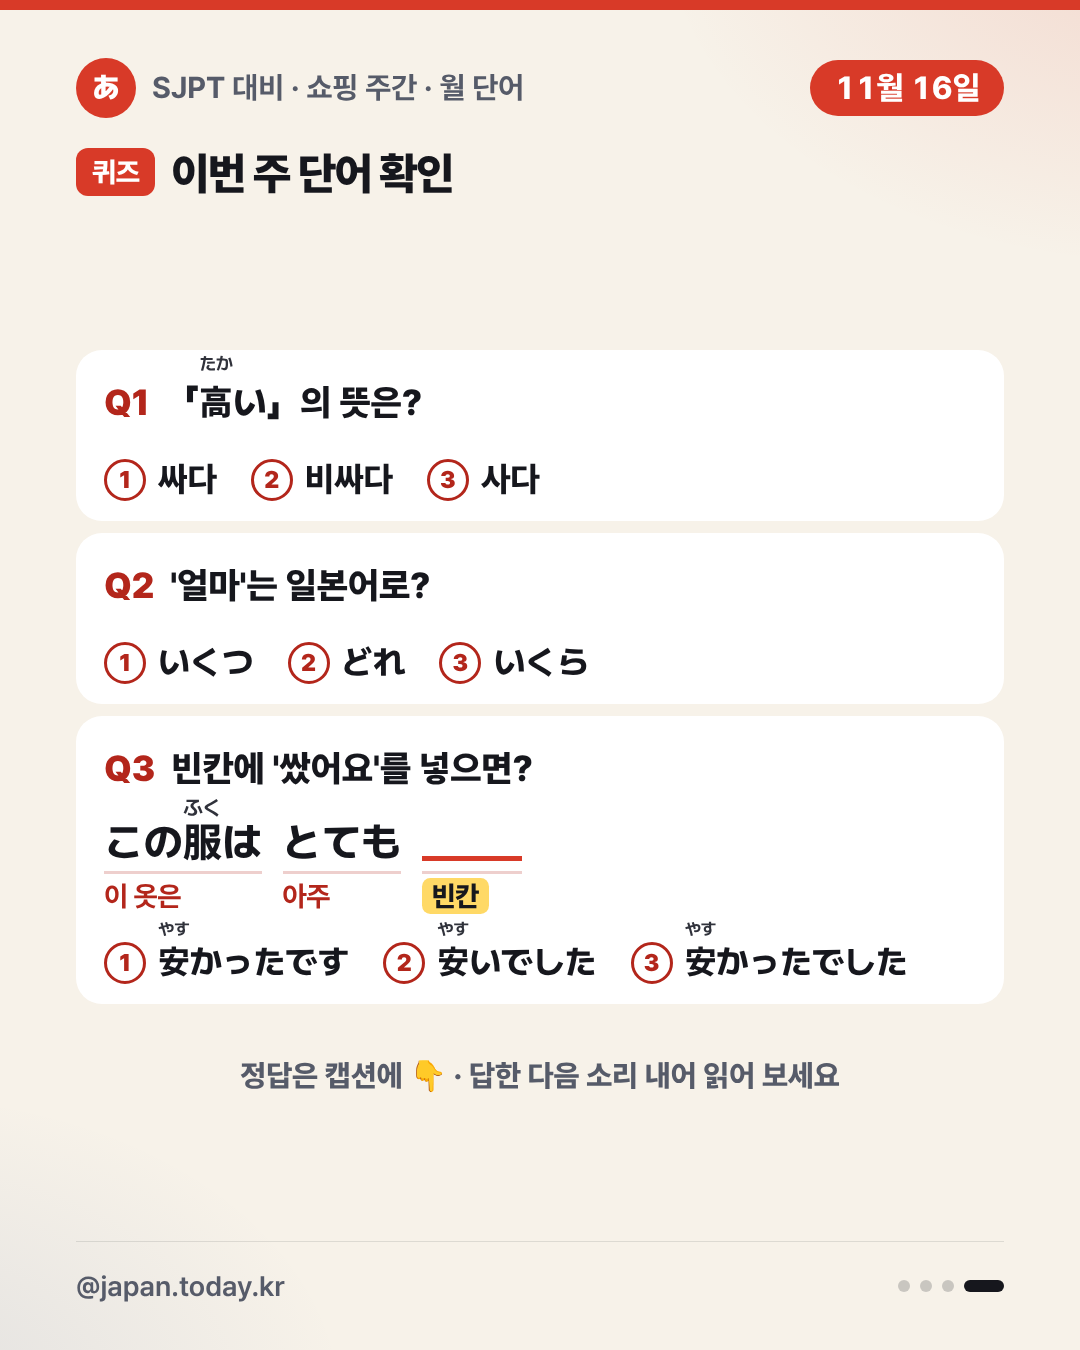 あ SJPT 대비 · 쇼핑 주간 · 월 단어
11월 16일
퀴즈 이번 주 단어 확인
たか
Q1 「高い」의 뜻은?
1 싸다 2 비싸다 3 사다
Q2 '얼마'는 일본어로?
1 いくつ 2 どれ 3 いくら
Q3 빈칸에 '쌌어요'를 넣으면?
ふく
この服は とても
이 옷은 아주 빈칸
やす やす やす
1 安かったです 2 安いでした 3 安かったでした
정답은 캡션에 👇 · 답한 다음 소리 내어 읽어 보세요
@japan.today.kr